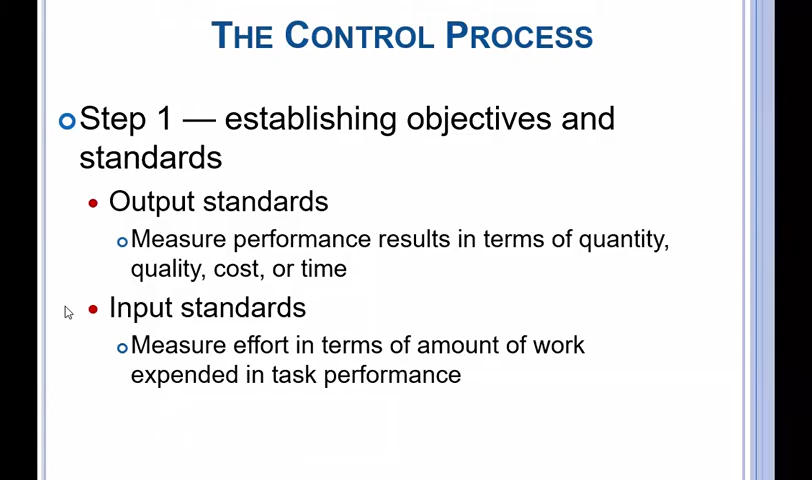 THE CONTROL PROCESS
Step 1 — establishing objectives and
standards
Output standards
Measure performance results in terms of quantity,
quality, cost, or time
Input standards
Measure effort in terms of amount of work
expended in task performance